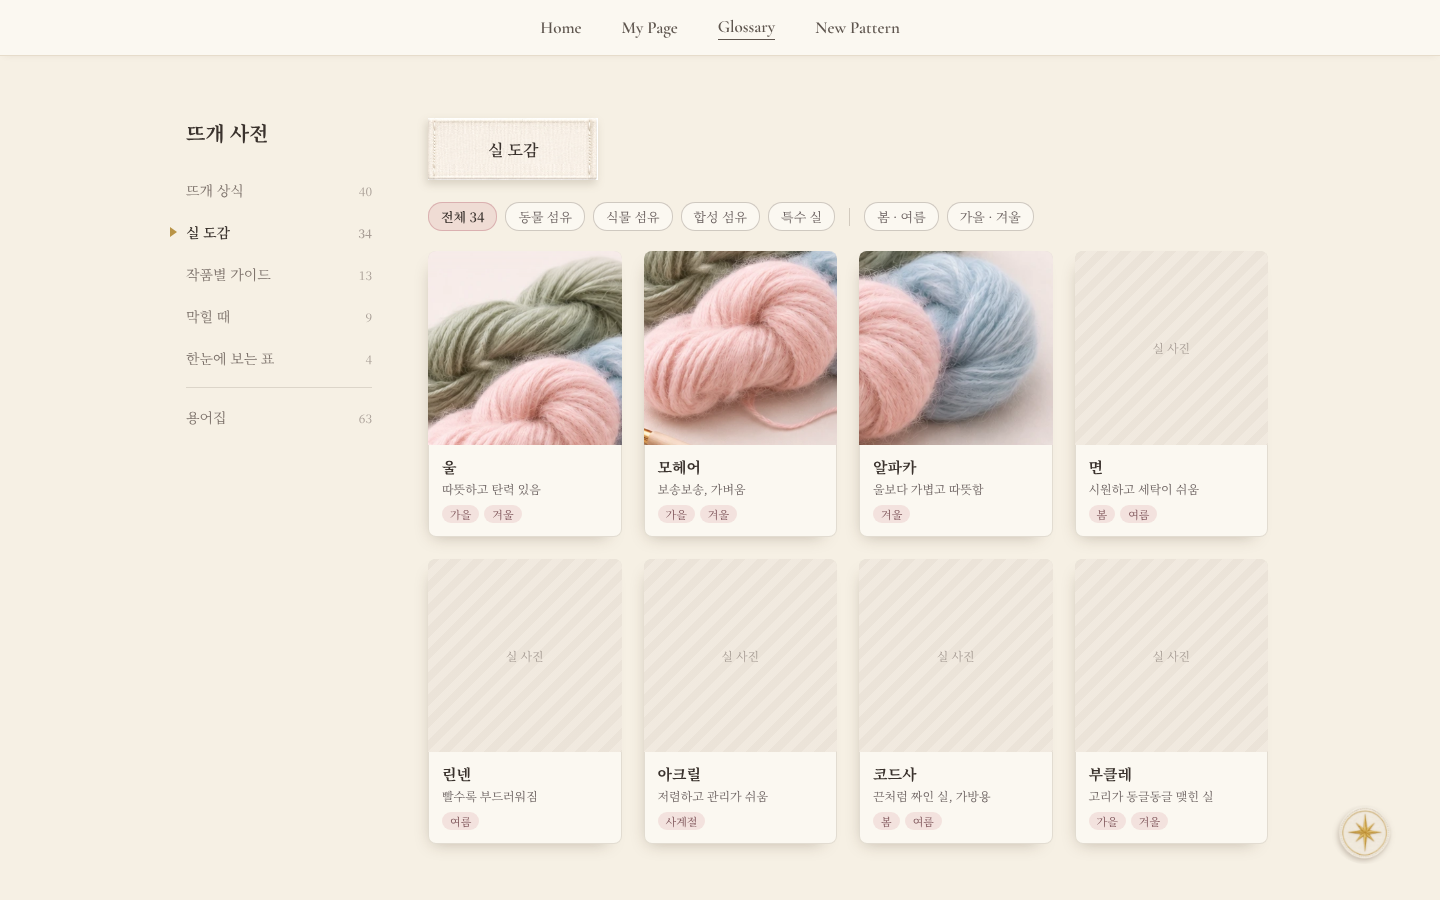 Home My Page Glossary New Pattern
뜨개 사전
뜨개 상식 40
실 도감 34
작품별 가이드 13
막힐 때 9
한눈에 보는 표 4
용어집 63
실 도감
전체 34 동물 섬유 식물 섬유 합성 섬유 특수 실 봄 · 여름 가을 · 겨울
울
따뜻하고 탄력 있음
가을 겨울
모헤어
보송보송, 가벼움
가을 겨울
알파카
울보다 가볍고 따뜻함
겨울
실 사진
면
시원하고 세탁이 쉬움
봄 여름
실 사진
린넨
빨수록 부드러워짐
여름
실 사진
아크릴
저렴하고 관리가 쉬움
사계절
실 사진
코드사
끈처럼 짜인 실, 가방용
봄 여름
실 사진
부클레
고리가 동글동글 맺힌 실
가을 겨울